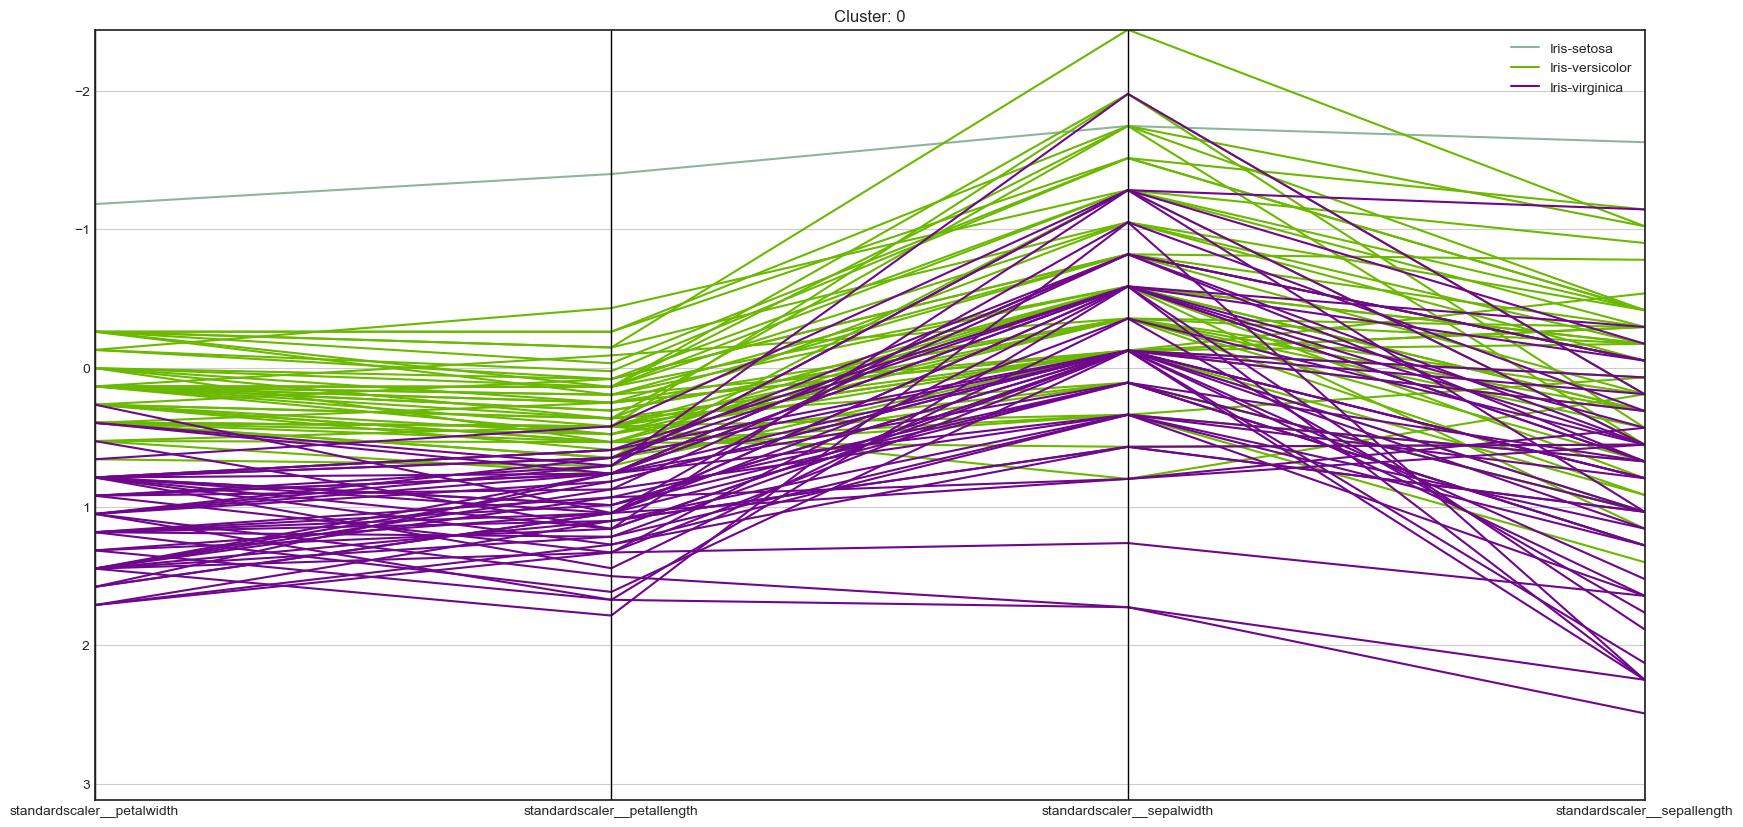 Cluster: 0
Iris-setosa
Iris-versicolor
Iris-virginica
−2
−1
0
1
2
3
standardscaler__petalwidth
standardscaler__petallength
standardscaler__sepalwidth
standardscaler__sepallength